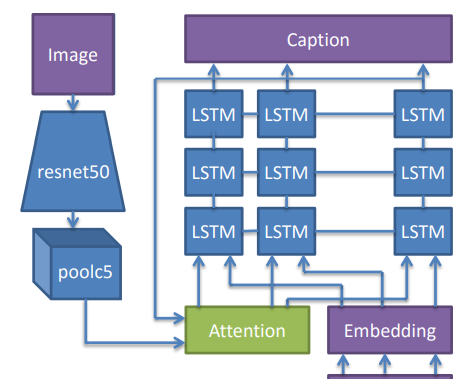 Image
Caption
LSTM LSTM LSTM
resnet50
LSTM LSTM LSTM
LSTM LSTM LSTM
poolc5
Attention
Embedding